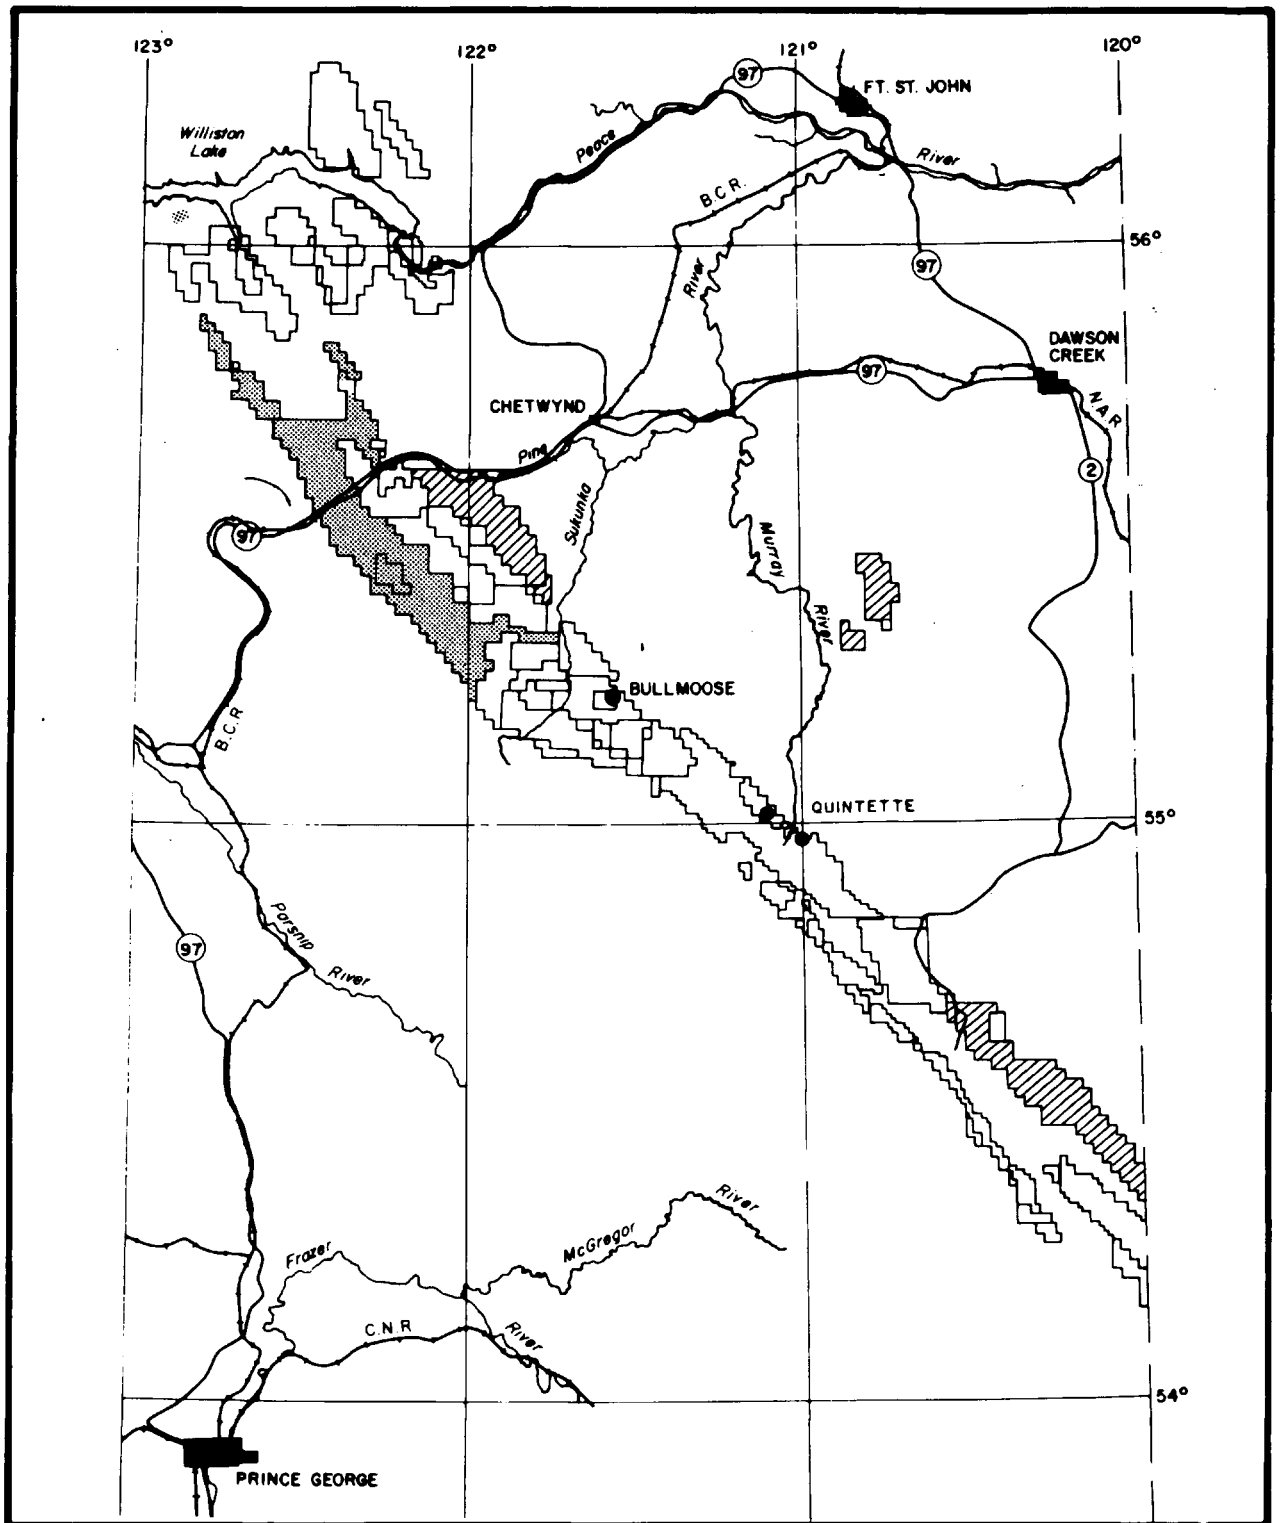 123°
122°
121°
120°
97
FT. ST. JOHN
Williston
Lake
Peace
River
B.C.R.
56°
River
97
DAWSON
CREEK
97
CHETWYND
N.A.R
Pine
2
Sukunka
97
Murray
River
BULLMOOSE
B.C.R
QUINTETTE
55°
Parsnip
River
97
River
McGregor
Frazer
C.N.R
River
54°
PRINCE GEORGE